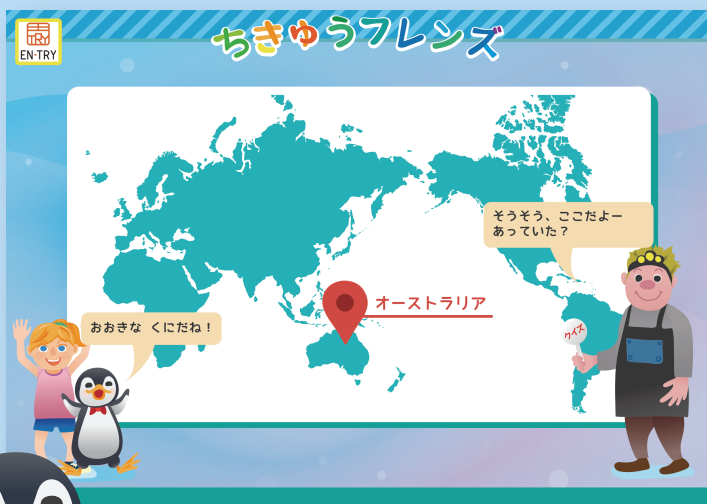 TRY
EN-TRY
ちきゅうフレンズ
そうそう、ここだよー
あっていた？
オーストラリア
おおきな くにだね！
クイズ